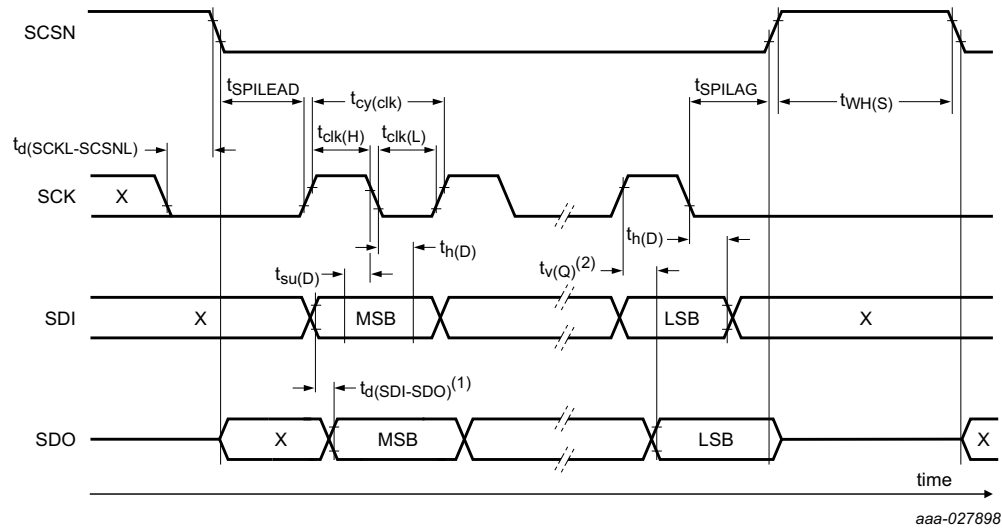 SCSN
tSPILEAD
tcy(clk)
tSPILAG
tWH(S)
tclk(H)
tclk(L)
td(SCKL-SCSNL)
SCK
X
th(D)
th(D)
tsu(D)
tv(Q)(2)
SDI
X
MSB
LSB
X
td(SDI-SDO)(1)
SDO
X
MSB
LSB
X
time
aaa-027898